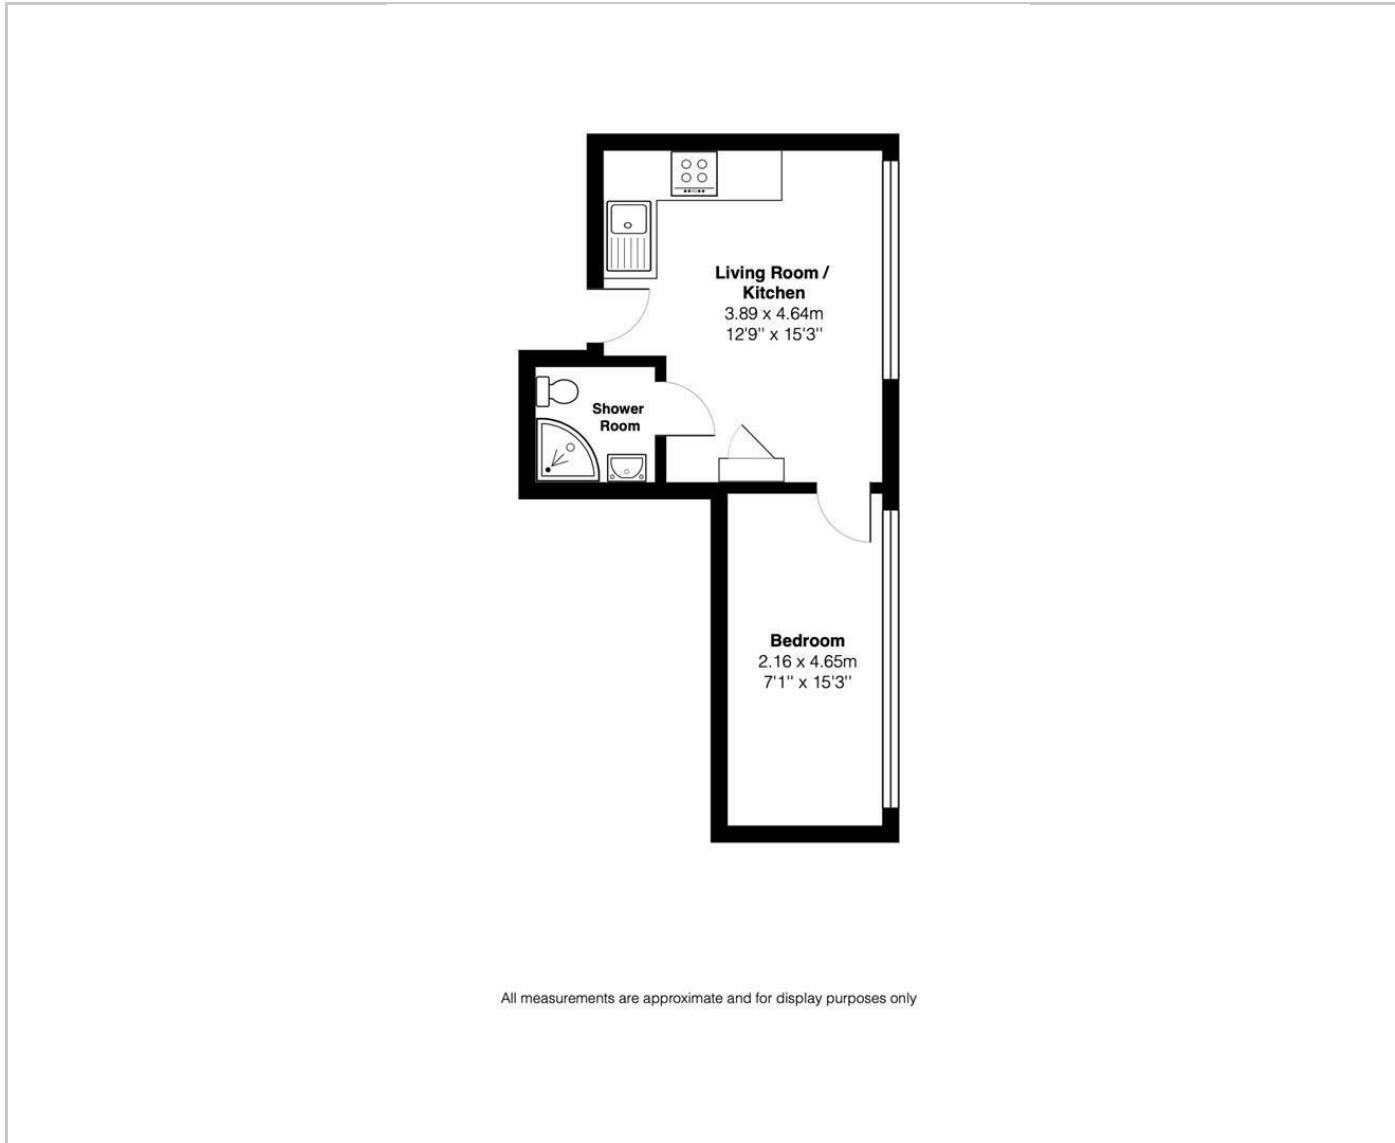 Living Room /
Kitchen
3.89 x 4.64m
12'9'' x 15'3''
Shower
Room
Bedroom
2.16 x 4.65m
7'1'' x 15'3''
All measurements are approximate and for display purposes only